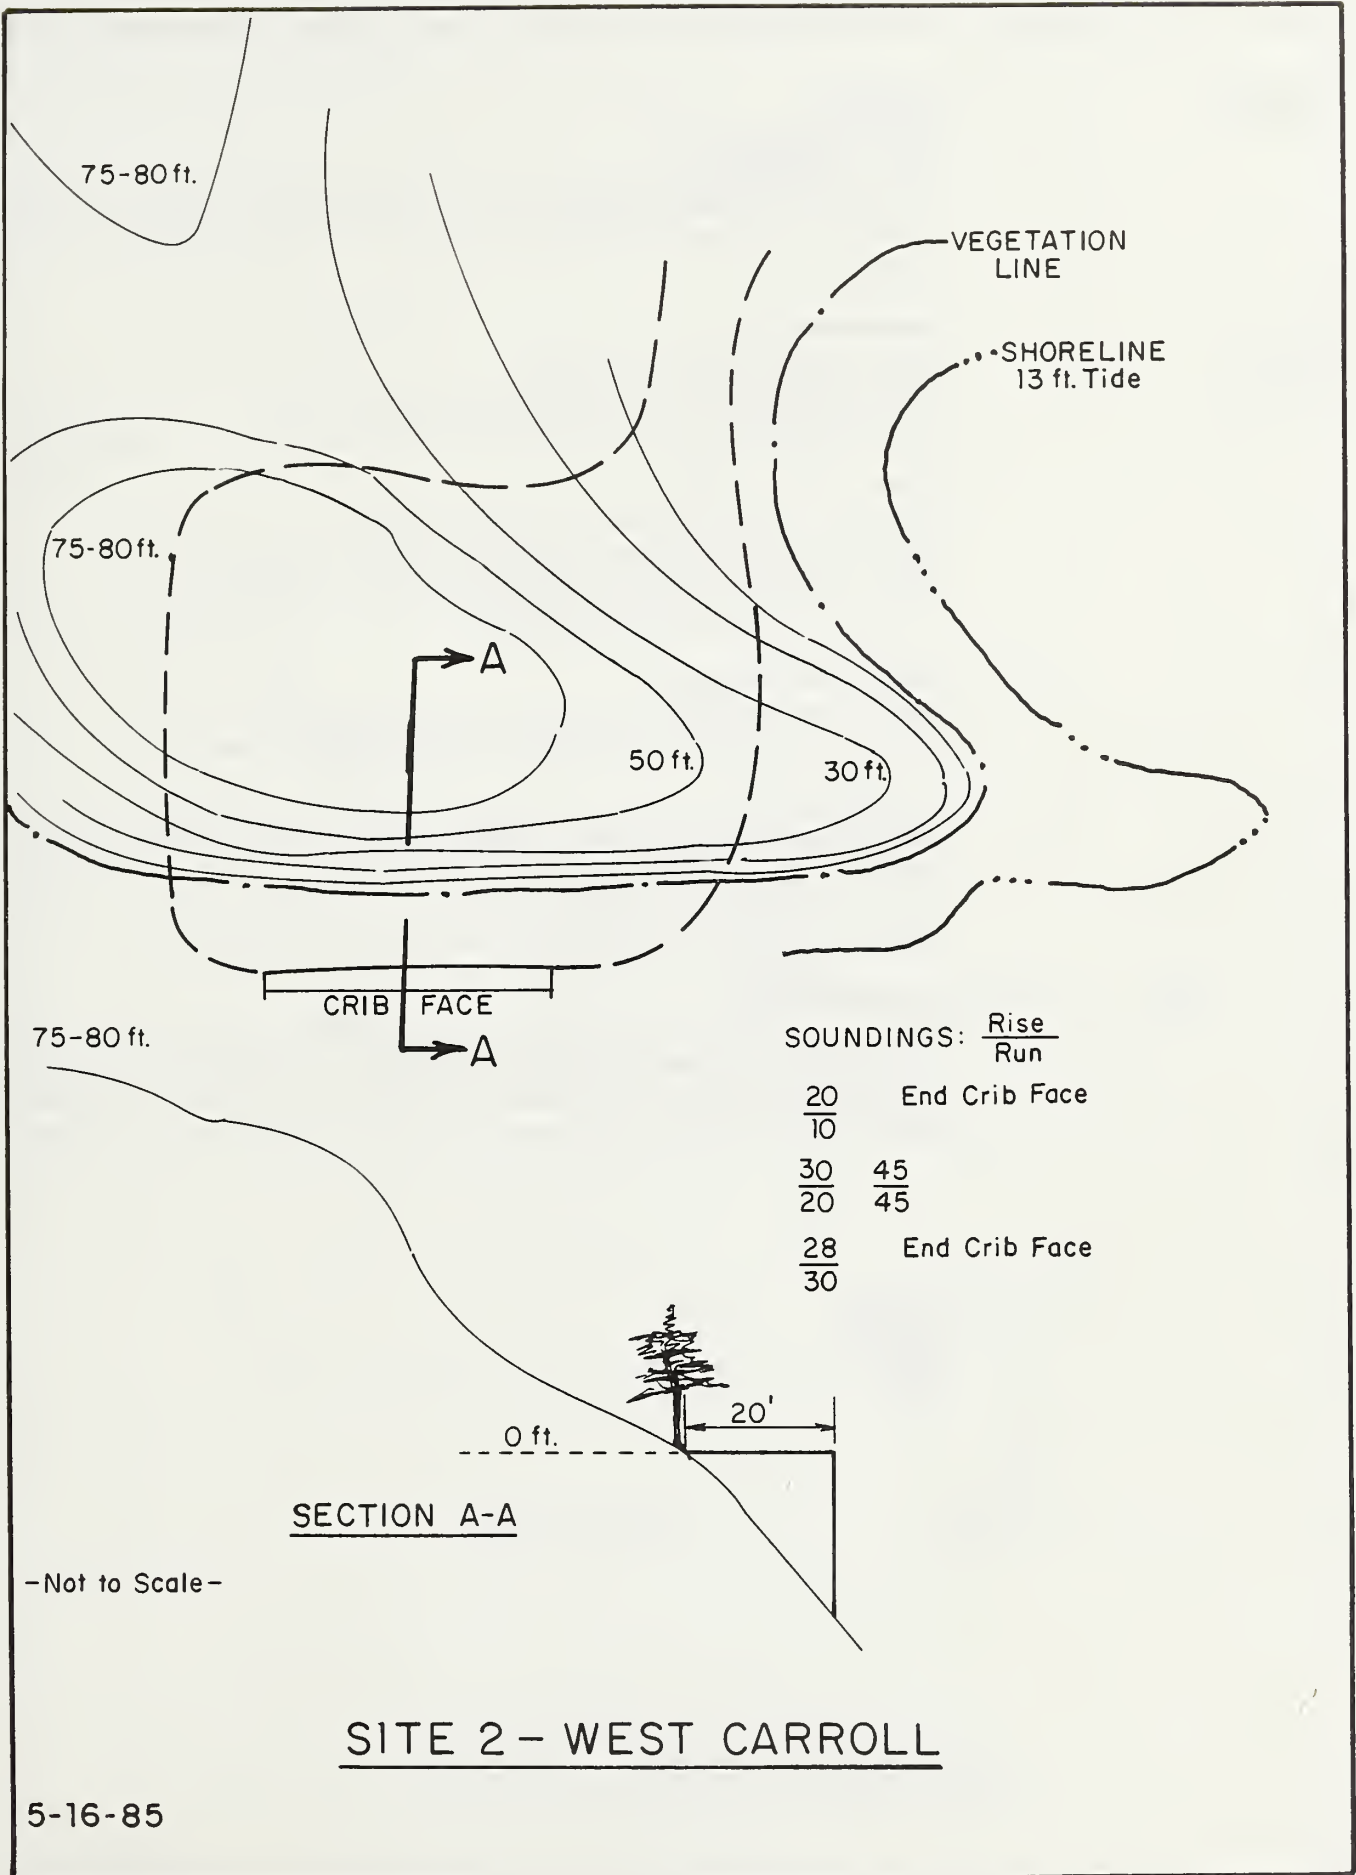 75-80 ft.
VEGETATION
LINE
SHORELINE
13 ft. Tide
75-80 ft.
A
50 ft.
30 ft.
CRIB FACE
A
75-80 ft.
SOUNDINGS: Rise
Run
20 End Crib Face
10
30 45
20 45
28 End Crib Face
30
20'
0 ft.
SECTION A-A
-Not to Scale-
SITE 2 - WEST CARROLL
5-16-85